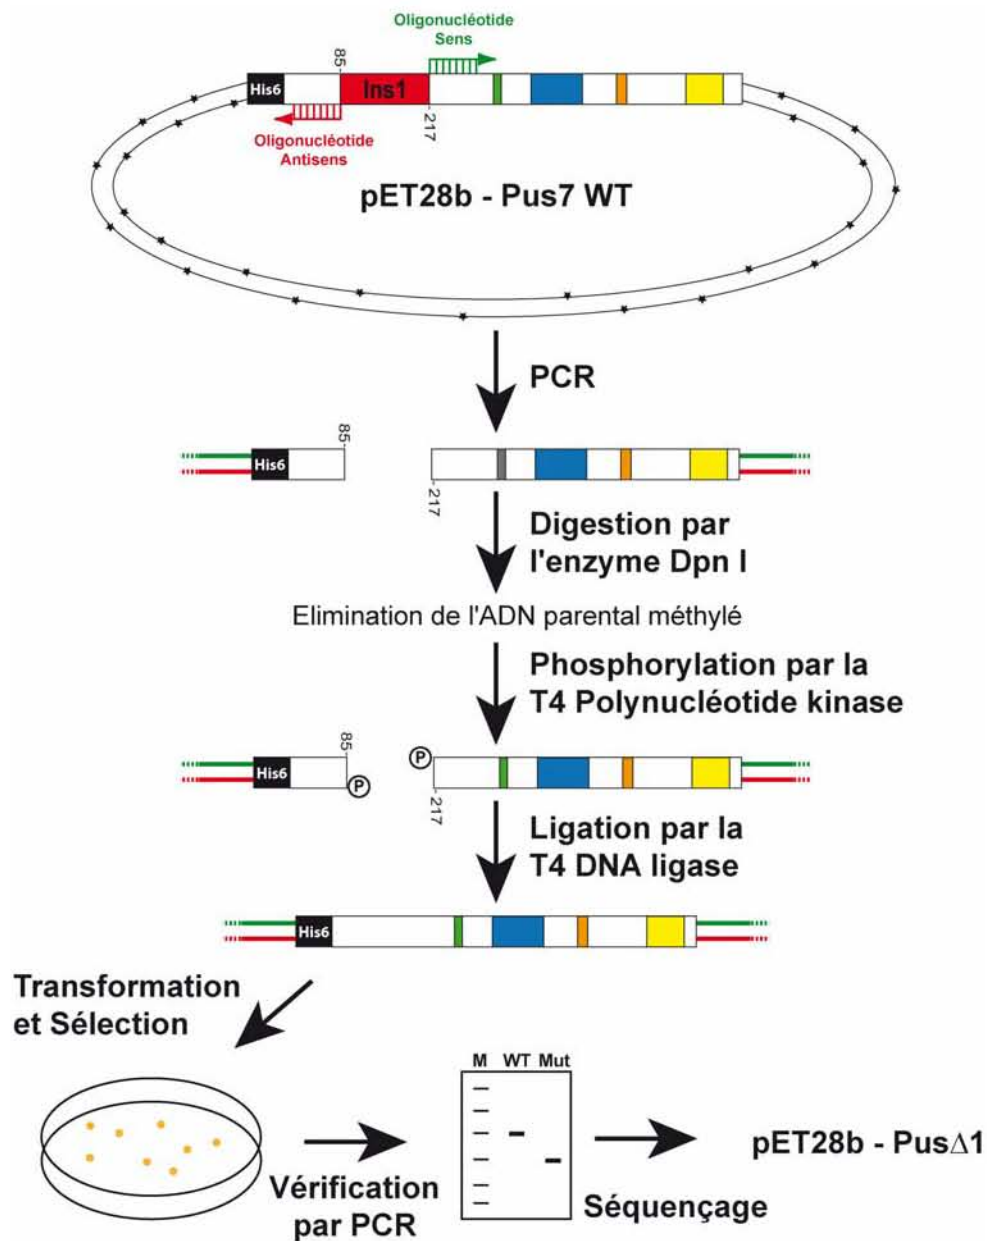 Oligonucléotide
Sens
85
His6
Ins1
217
Oligonucléotide
Antisens
pET28b - Pus7 WT
PCR
85
His6
217
Digestion par
l'enzyme Dpn I
Elimination de l'ADN parental méthylé
Phosphorylation par la
T4 Polynucléotide kinase
85
P
His6
P
217
Ligation par la
T4 DNA ligase
His6
Transformation
et Sélection
M WT Mut
Vérification
par PCR
Séquençage
pET28b - PusΔ1